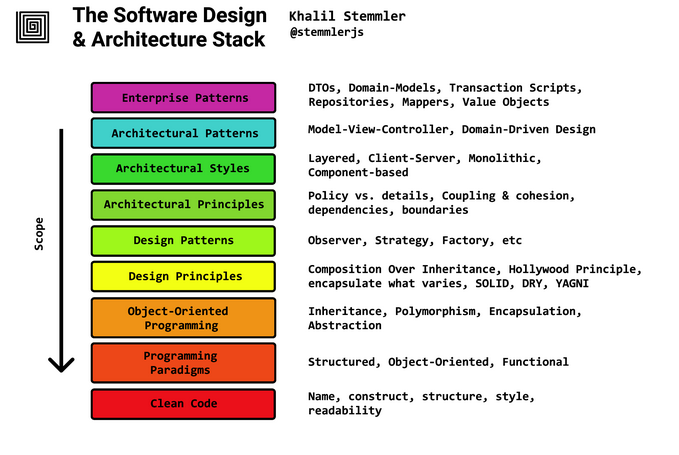 The Software Design
& Architecture Stack
Khalil Stemmler
@stemmlerjs
Enterprise Patterns
DTOs, Domain-Models, Transaction Scripts,
Repositories, Mappers, Value Objects
Architectural Patterns
Model-View-Controller, Domain-Driven Design
Architectural Styles
Layered, Client-Server, Monolithic,
Component-based
Architectural Principles
Policy vs. details, Coupling & cohesion,
dependencies, boundaries
Scope
Design Patterns
Observer, Strategy, Factory, etc
Design Principles
Composition Over Inheritance, Hollywood Principle,
encapsulate what varies, SOLID, DRY, YAGNI
Object-Oriented
Programming
Inheritance, Polymorphism, Encapsulation,
Abstraction
Programming
Paradigms
Structured, Object-Oriented, Functional
Clean Code
Name, construct, structure, style,
readability